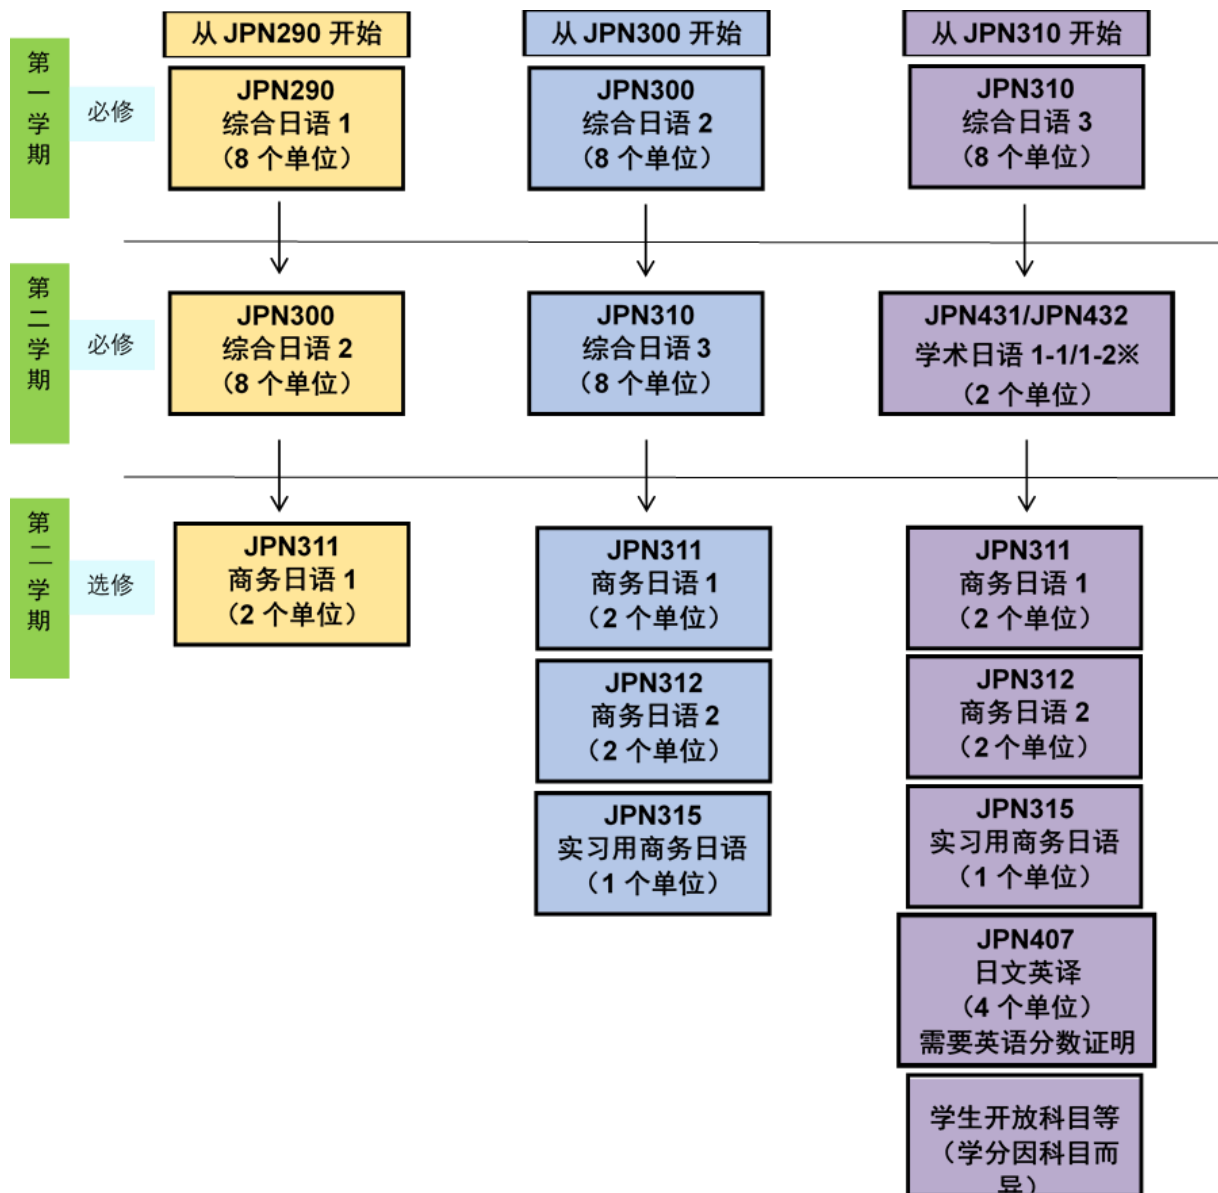 从 JPN290 开始
从 JPN300 开始
从 JPN310 开始
第
一
学
期
必修
JPN290
综合日语 1
（8 个单位）
JPN300
综合日语 2
（8 个单位）
JPN310
综合日语 3
（8 个单位）
第
二
学
期
必修
JPN300
综合日语 2
（8 个单位）
JPN310
综合日语 3
（8 个单位）
JPN431/JPN432
学术日语 1-1/1-2※
（2 个单位）
第
二
学
期
选修
JPN311
商务日语 1
（2 个单位）
JPN311
商务日语 1
（2 个单位）
JPN312
商务日语 2
（2 个单位）
JPN315
实习用商务日语
（1 个单位）
JPN311
商务日语 1
（2 个单位）
JPN312
商务日语 2
（2 个单位）
JPN315
实习用商务日语
（1 个单位）
JPN407
日文英译
（4 个单位）
需要英语分数证明
学生开放科目等
（学分因科目而
异）